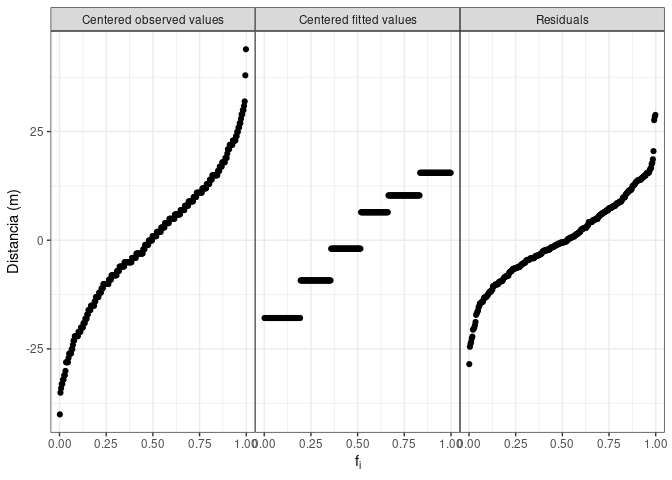 Centered observed values Centered fitted values Residuals
25
0
-25
Distancia (m)
0.00 0.25 0.50 0.75 1.00 0.00 0.25 0.50 0.75 1.00 0.00 0.25 0.50 0.75 1.00
fi